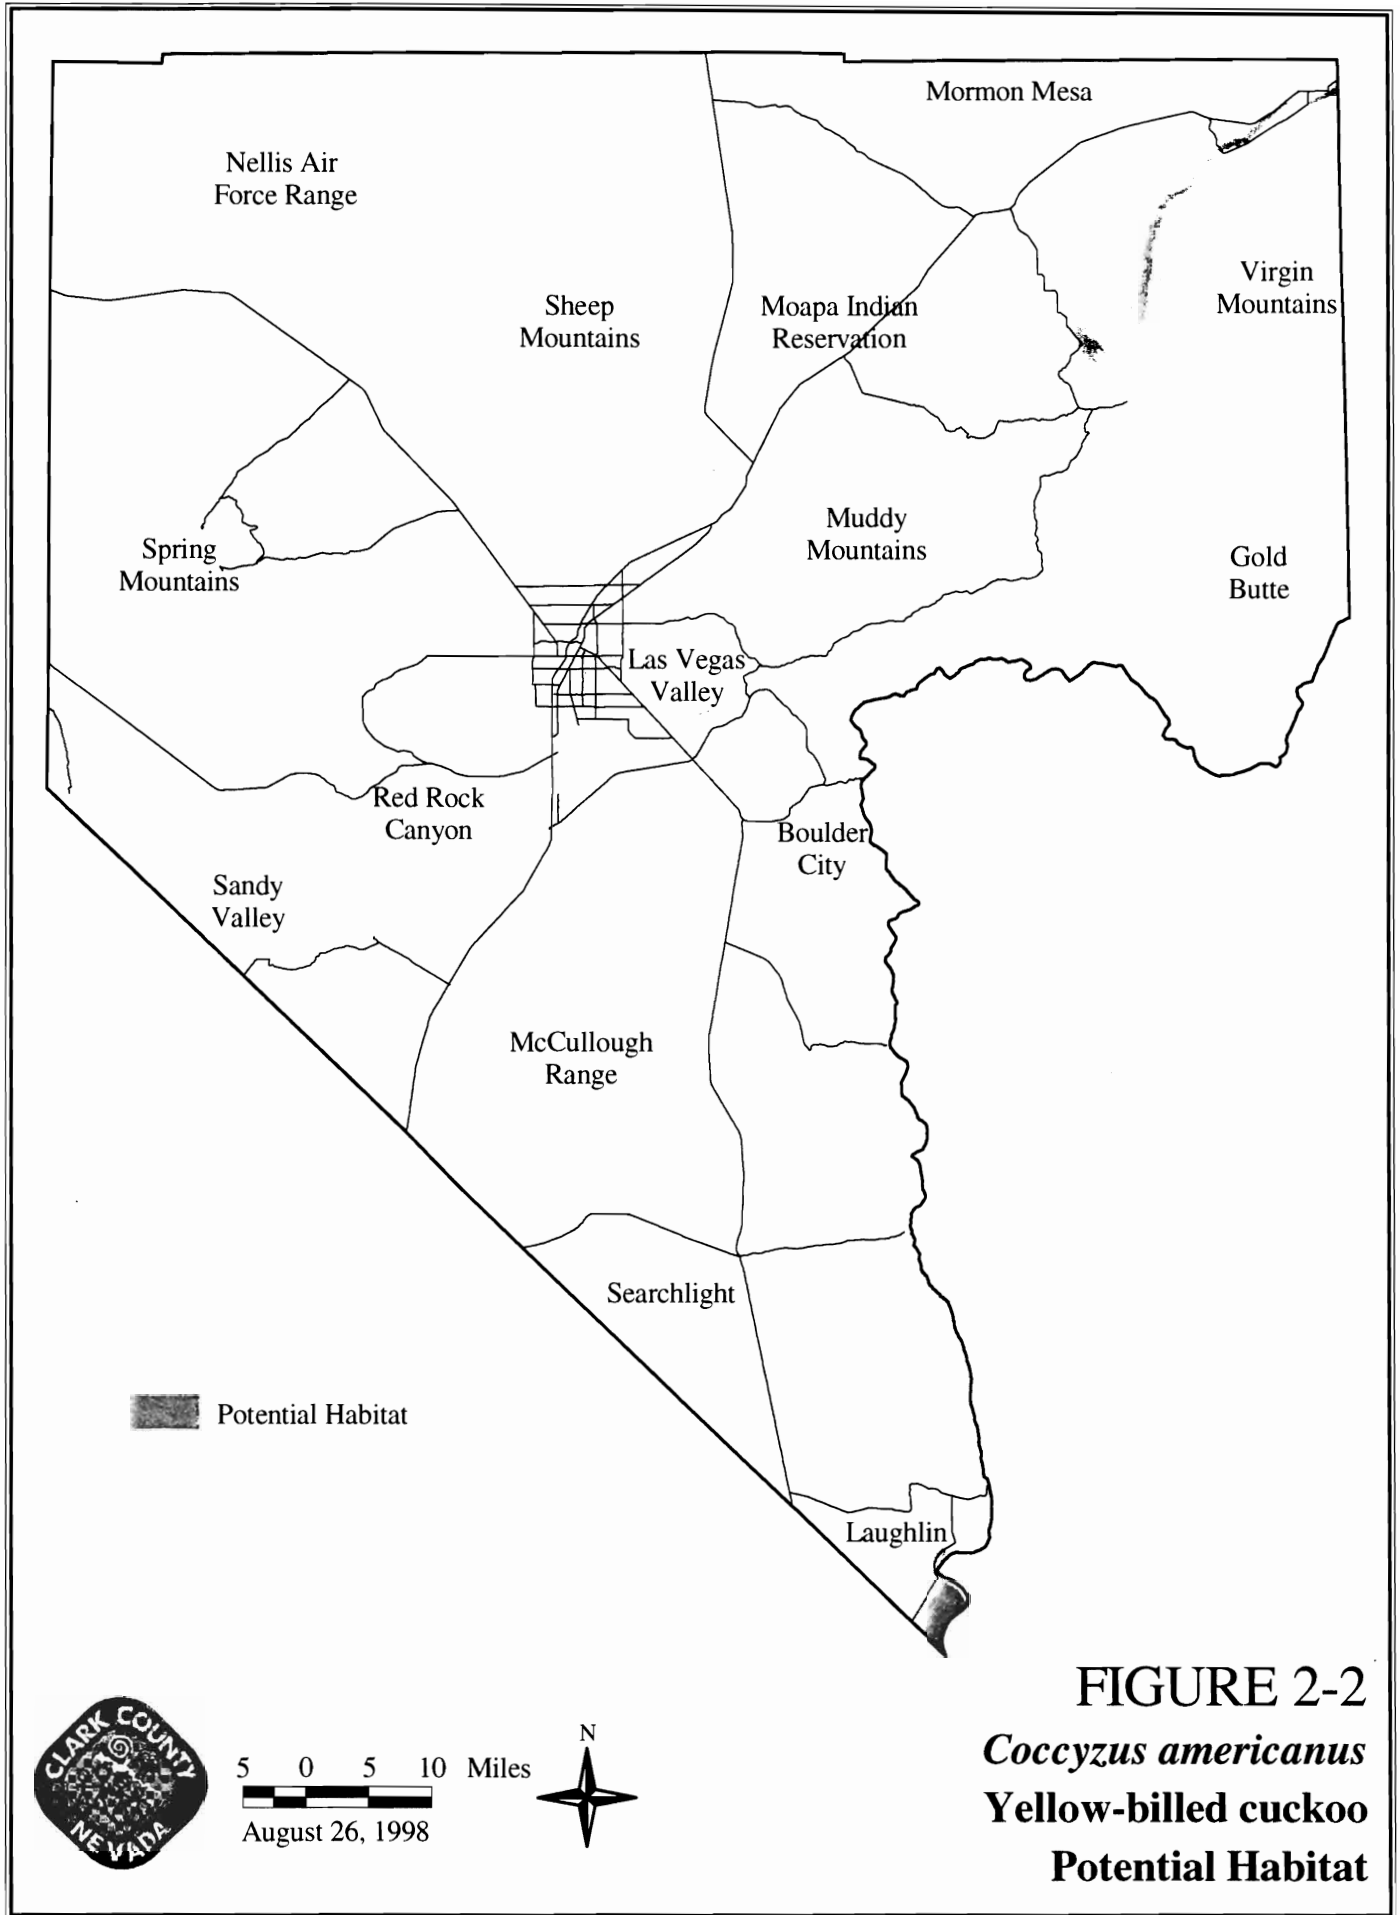 Mormon Mesa
Nellis Air
Force Range
Virgin
Mountains
Sheep
Mountains
Moapa Indian
Reservation
Muddy
Mountains
Spring
Mountains
Gold
Butte
Las Vegas
Valley
Red Rock
Canyon
Boulder
City
Sandy
Valley
McCullough
Range
Searchlight
Potential Habitat
Laughlin
CLARK COUNTY
NEVADA
5 0 5 10 Miles
August 26, 1998
N
FIGURE 2-2
Coccyzus americanus
Yellow-billed cuckoo
Potential Habitat